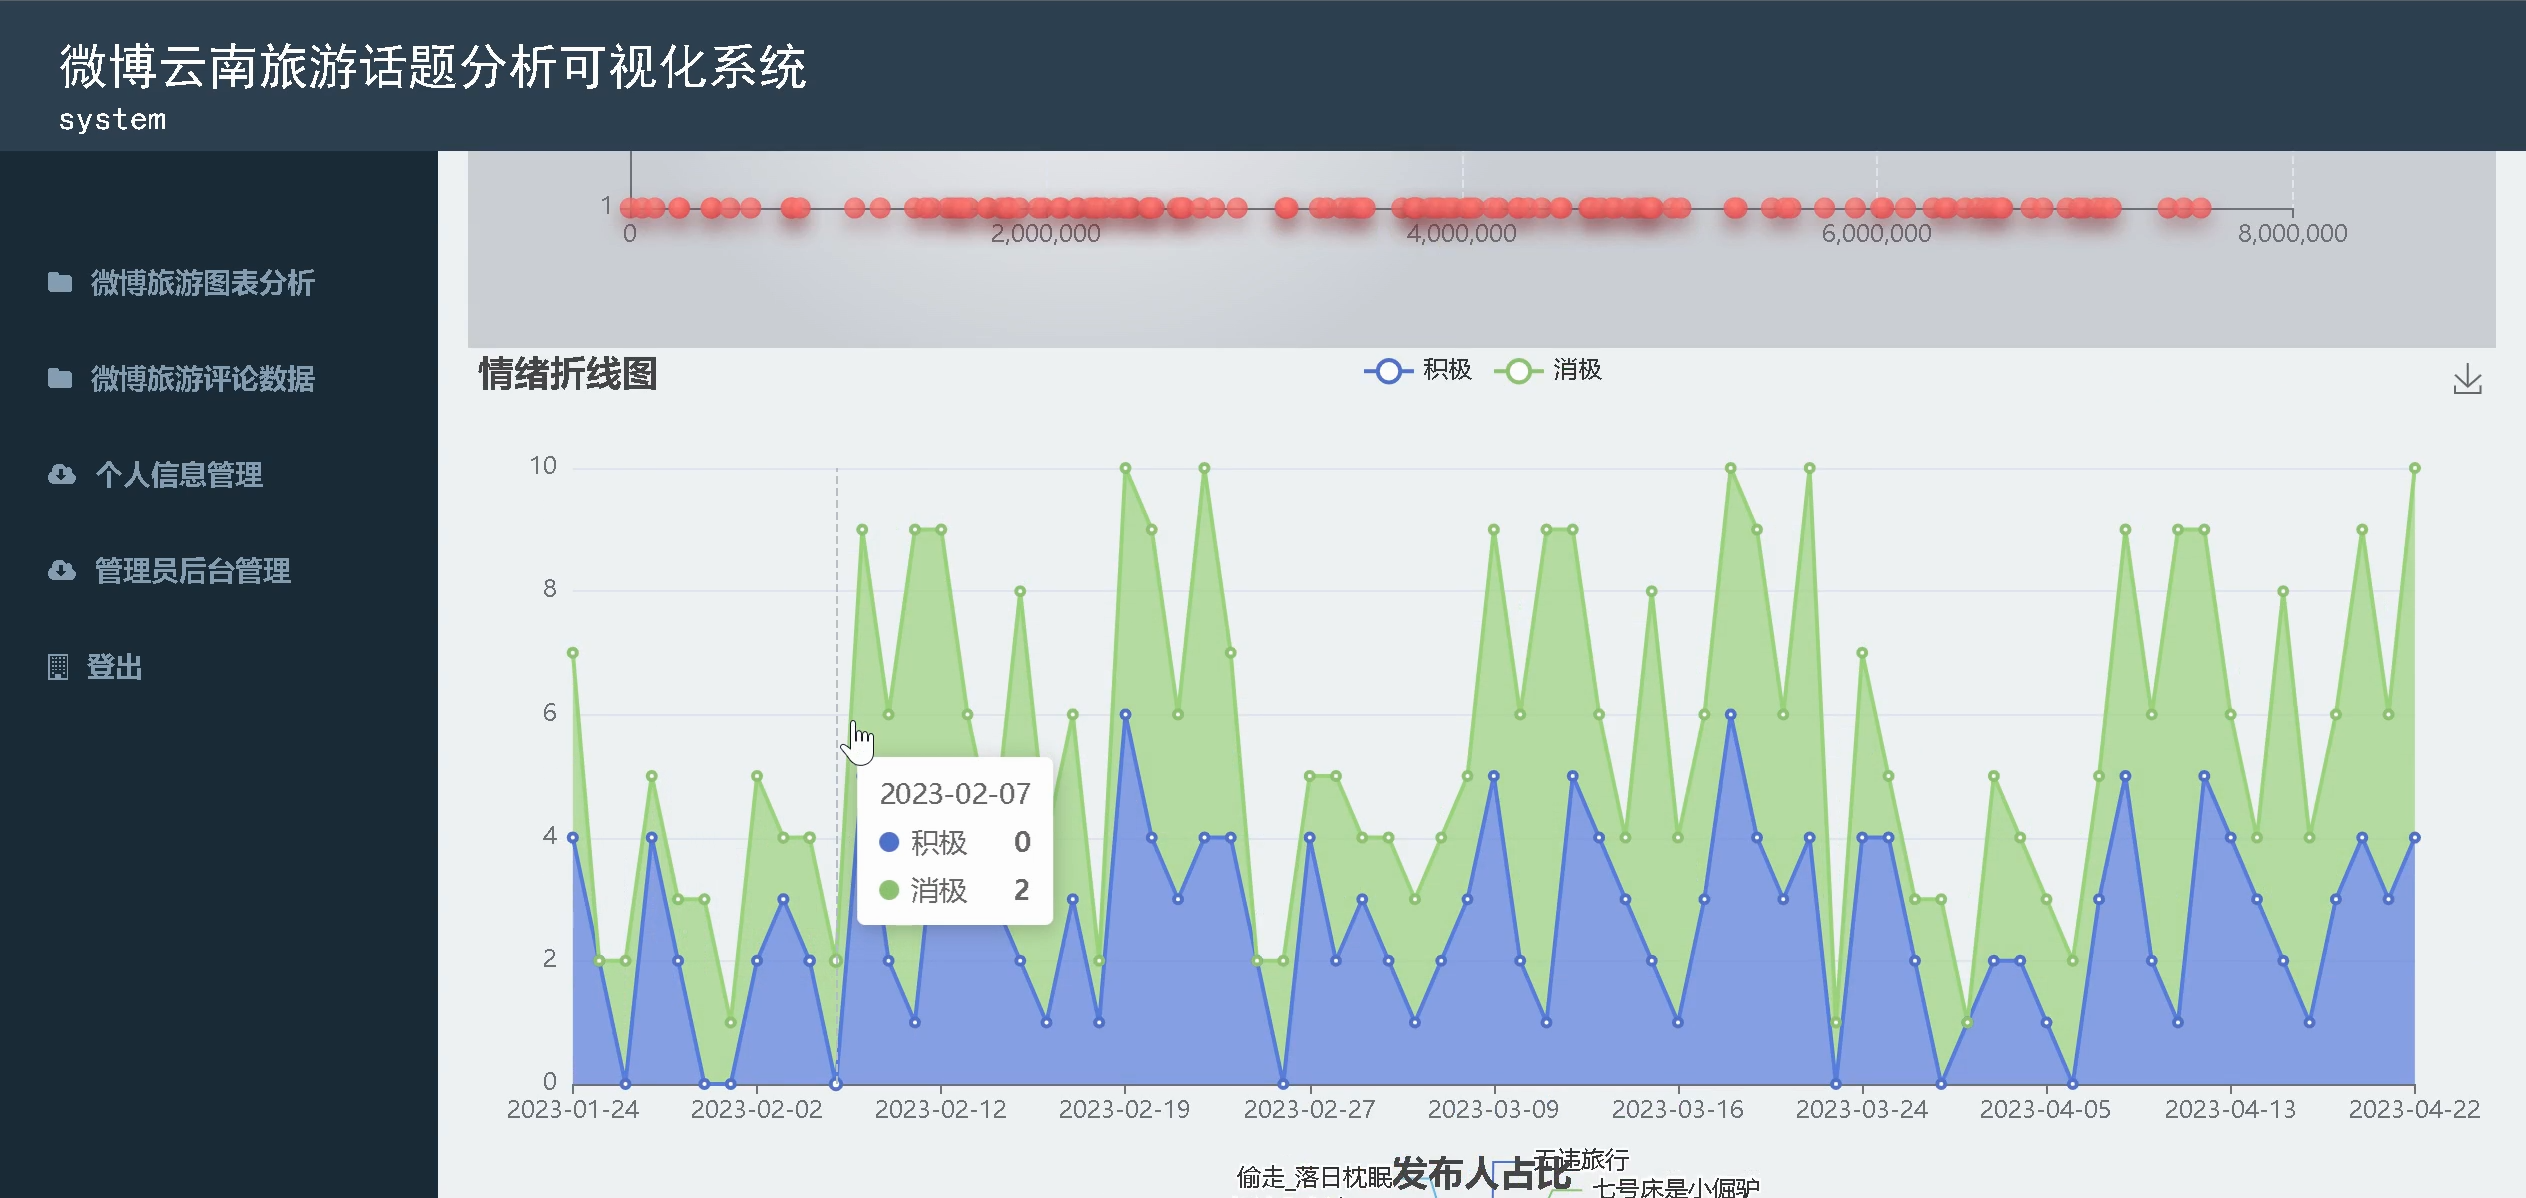 微博云南旅游话题分析可视化系统
system
微博旅游图表分析
微博旅游评论数据
个人信息管理
管理员后台管理
登出
1
0 2,000,000 4,000,000 6,000,000 8,000,000
情绪折线图
积极 消极
10
8
6
4
2
0
2023-02-07
积极 0
消极 2
2023-01-24 2023-02-02 2023-02-12 2023-02-19 2023-02-27 2023-03-09 2023-03-16 2023-03-24 2023-04-05 2023-04-13 2023-04-22
发布人占比
偷走_落日枕眠
无违旅行
七号床是小倔驴